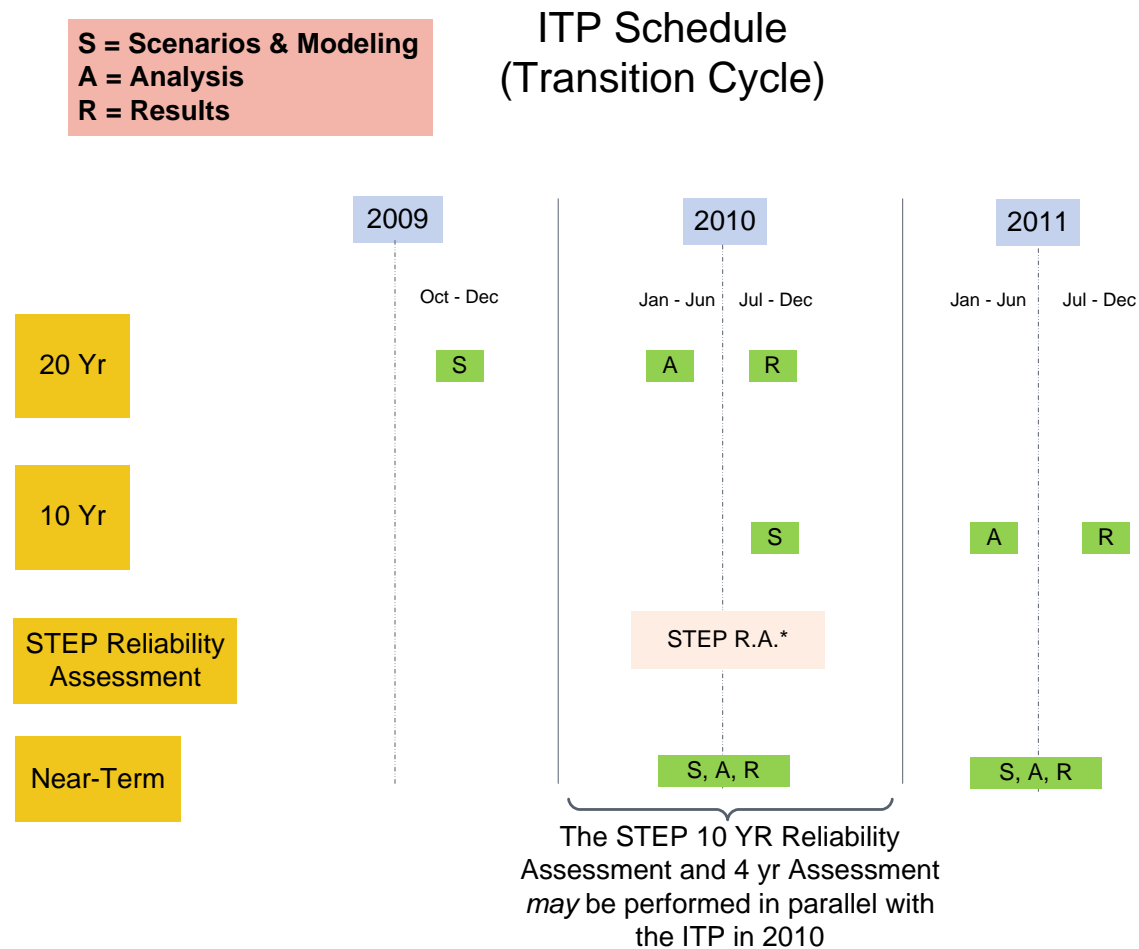 S = Scenarios & Modeling
A = Analysis
R = Results
ITP Schedule
(Transition Cycle)
2009
2010
2011
Oct - Dec
Jan - Jun
Jul - Dec
Jan - Jun
Jul - Dec
20 Yr
S
A
R
10 Yr
S
A
R
STEP Reliability
Assessment
STEP R.A.*
Near-Term
S, A, R
S, A, R
The STEP 10 YR Reliability
Assessment and 4 yr Assessment
may be performed in parallel with
the ITP in 2010